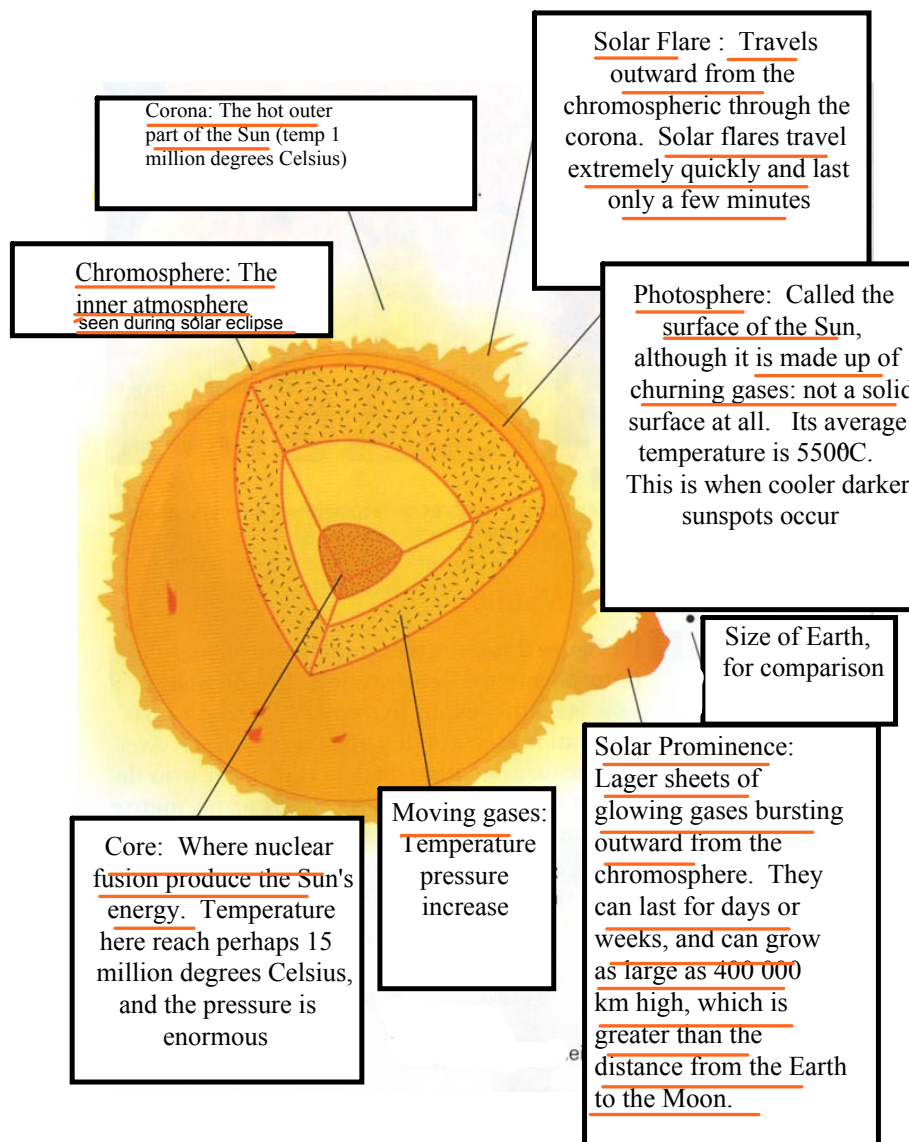 Solar Flare : Travels
outward from the
chromospheric through the
corona. Solar flares travel
extremely quickly and last
only a few minutes
Corona: The hot outer
part of the Sun (temp 1
million degrees Celsius)
Chromosphere: The
inner atmosphere
seen during solar eclipse
Photosphere: Called the
surface of the Sun,
although it is made up of
churning gases: not a solid
surface at all. Its average
temperature is 5500C.
This is when cooler darker
sunspots occur
Size of Earth,
for comparison
Solar Prominence:
Lager sheets of
glowing gases bursting
outward from the
chromosphere. They
can last for days or
weeks, and can grow
as large as 400 000
km high, which is
greater than the
distance from the Earth
to the Moon.
Moving gases:
Temperature
pressure
increase
Core: Where nuclear
fusion produce the Sun's
energy. Temperature
here reach perhaps 15
million degrees Celsius,
and the pressure is
enormous